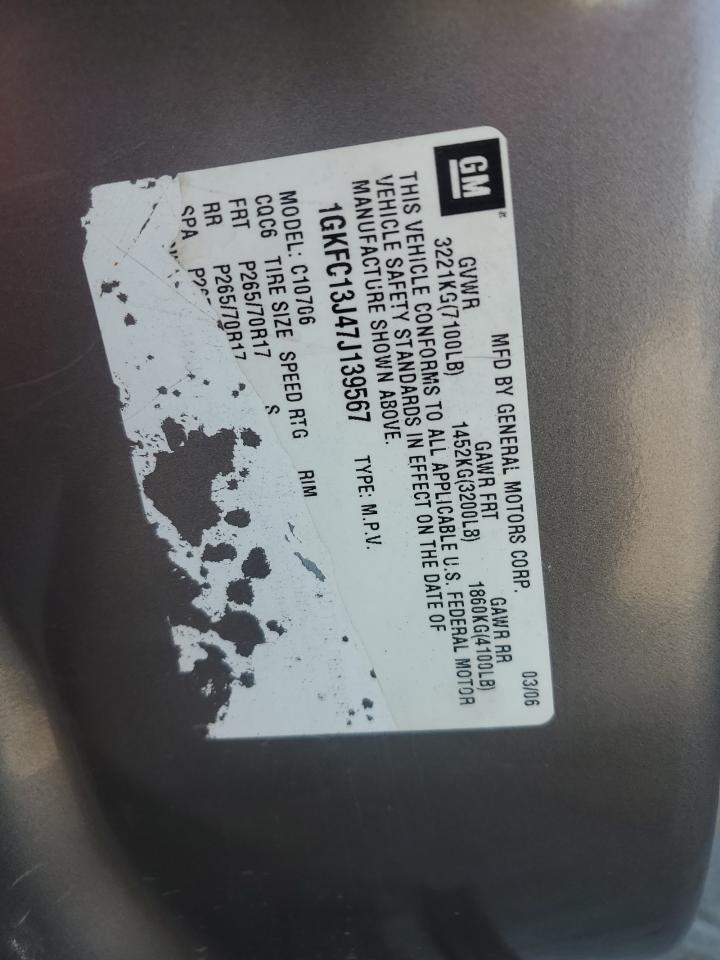 GM
MFD BY GENERAL MOTORS CORP. 03/06
GVWR GAWR FRT GAWR RR
3221KG(7100LB) 1452KG(3200LB) 1860KG(4100LB)
THIS VEHICLE CONFORMS TO ALL APPLICABLE U.S. FEDERAL MOTOR
VEHICLE SAFETY STANDARDS IN EFFECT ON THE DATE OF
MANUFACTURE SHOWN ABOVE.
1GKFC13J47J139567 TYPE: M.P.V.
MODEL: C10706
CQC6 TIRE SIZE SPEED RTG RIM
FRT P265/70R17 S
RR P265/70R17
SPA